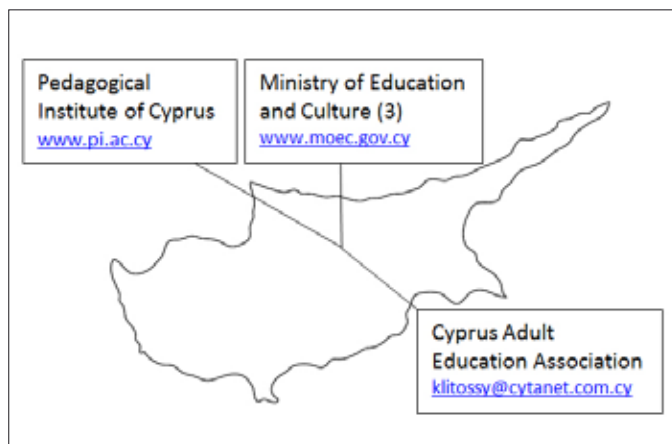 Pedagogical
Institute of Cyprus
www.pi.ac.cy
Ministry of Education
and Culture (3)
www.moec.gov.cy
Cyprus Adult
Education Association
klitossy@cytanet.com.cy